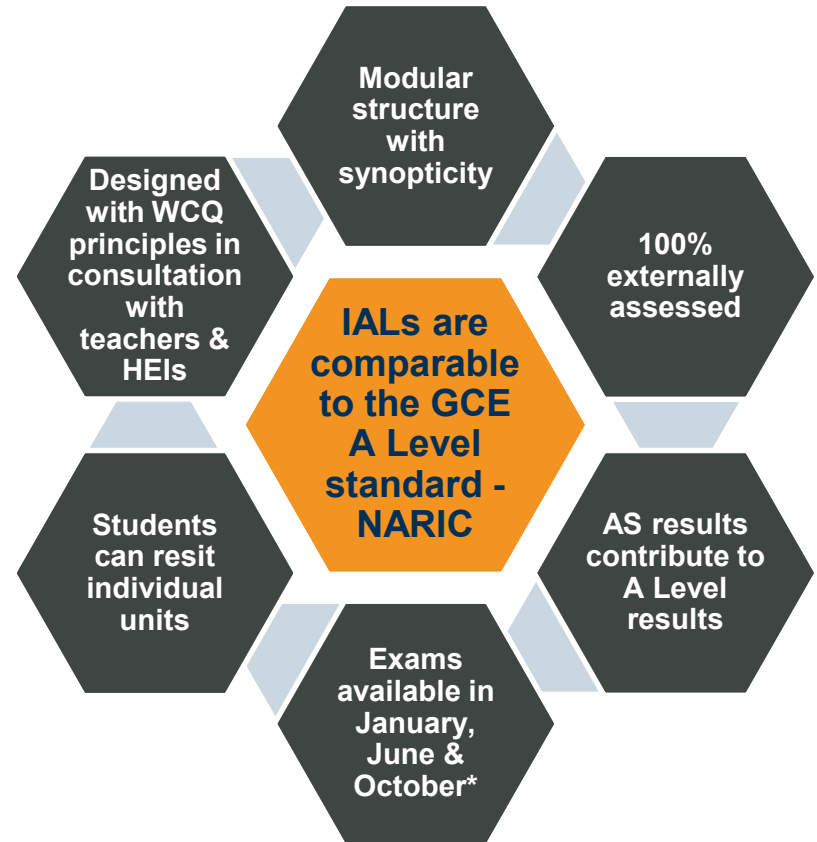 Modular
structure
with
synopticity
Designed
with WCQ
principles in
consultation
with
teachers &
HEIs
100%
externally
assessed
IALs are
comparable
to the GCE
A Level
standard -
NARIC
Students
can resit
individual
units
AS results
contribute to
A Level
results
Exams
available in
January,
June &
October*